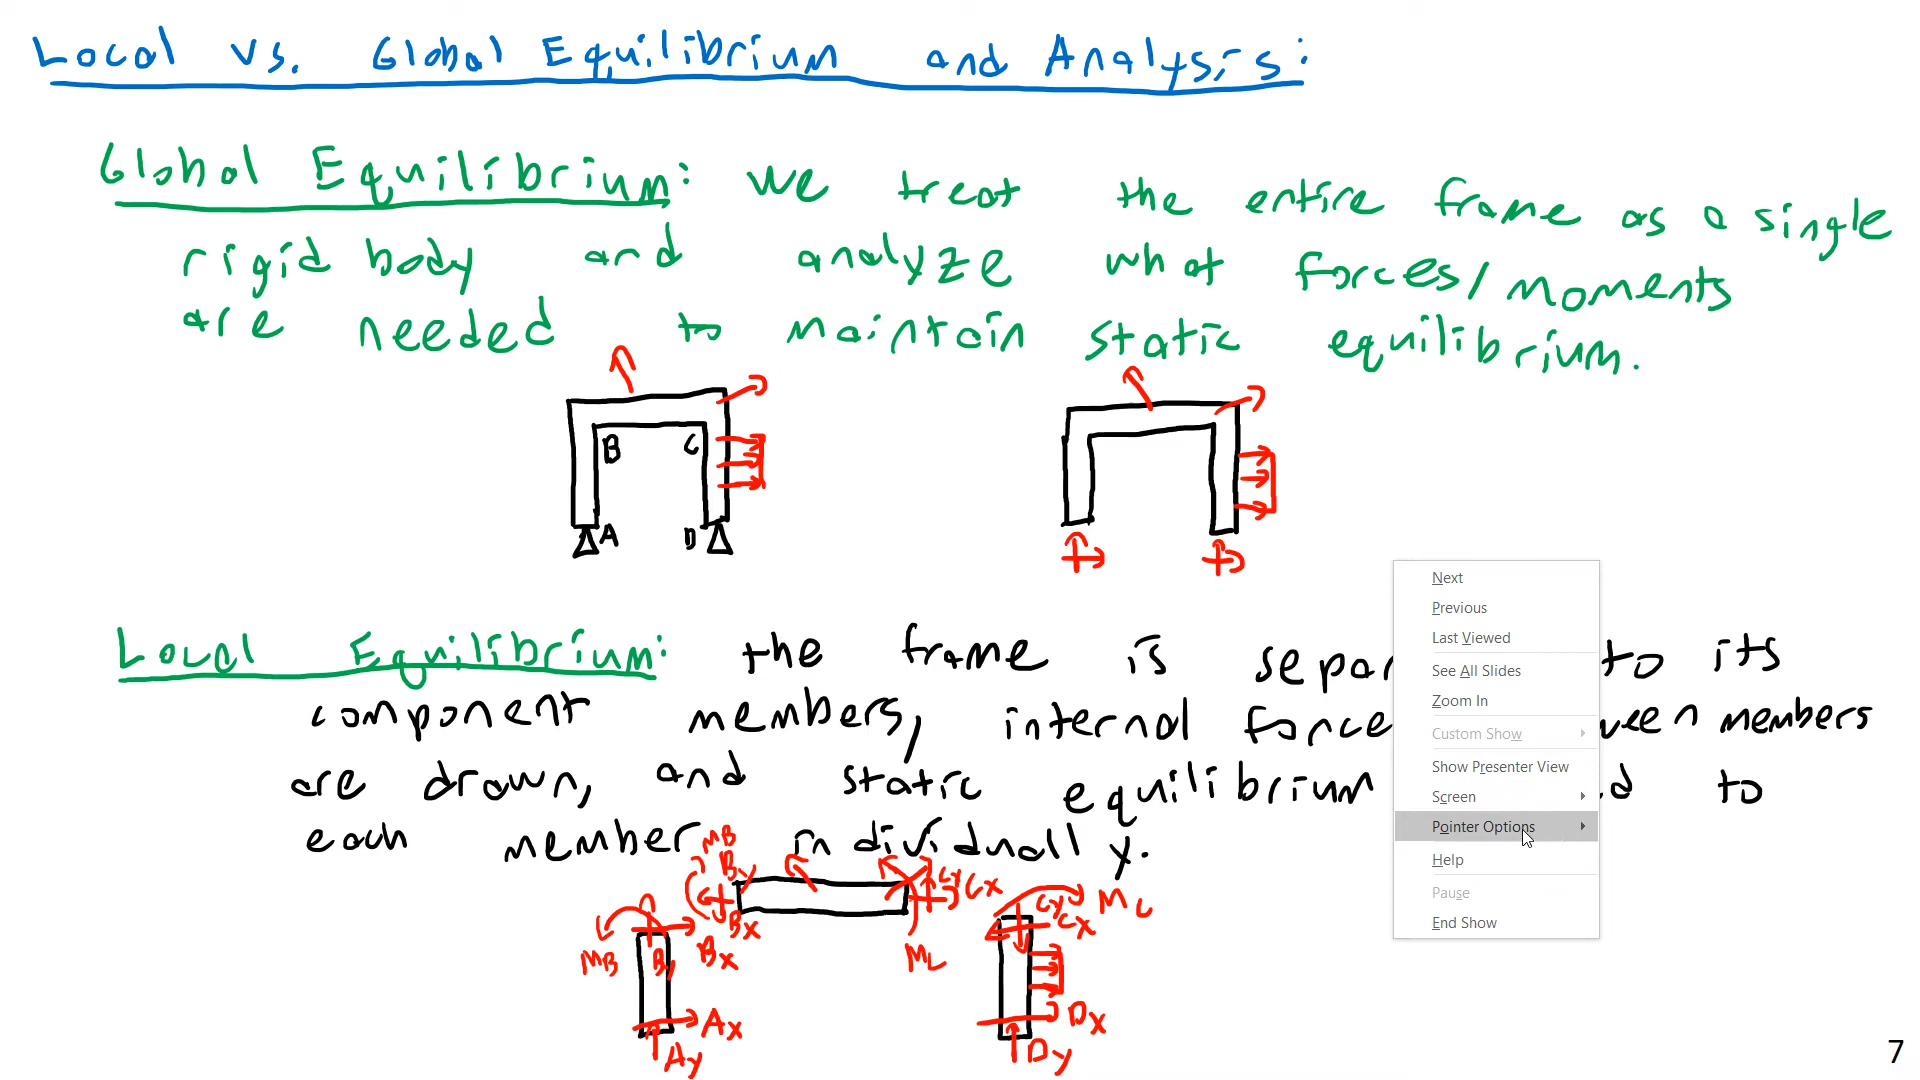 Local vs. Global Equilibrium and Analysis:
Global Equilibrium: we treat the entire frame as a single
rigid body and analyze what forces/moments
are needed to maintain static equilibrium.
B C
A D
Local Equilibrium: the frame is separ to its
component members, internal force ween members
are drawn, and static equilibrium d to
each member individually.
MB
By
Bx
Cy Cx
MC
MB By Bx
Ax
Ay
Cy MC
Cx
Dx
Dy
Next
Previous
Last Viewed
See All Slides
Zoom In
Custom Show
Show Presenter View
Screen
Pointer Options
Help
Pause
End Show
7